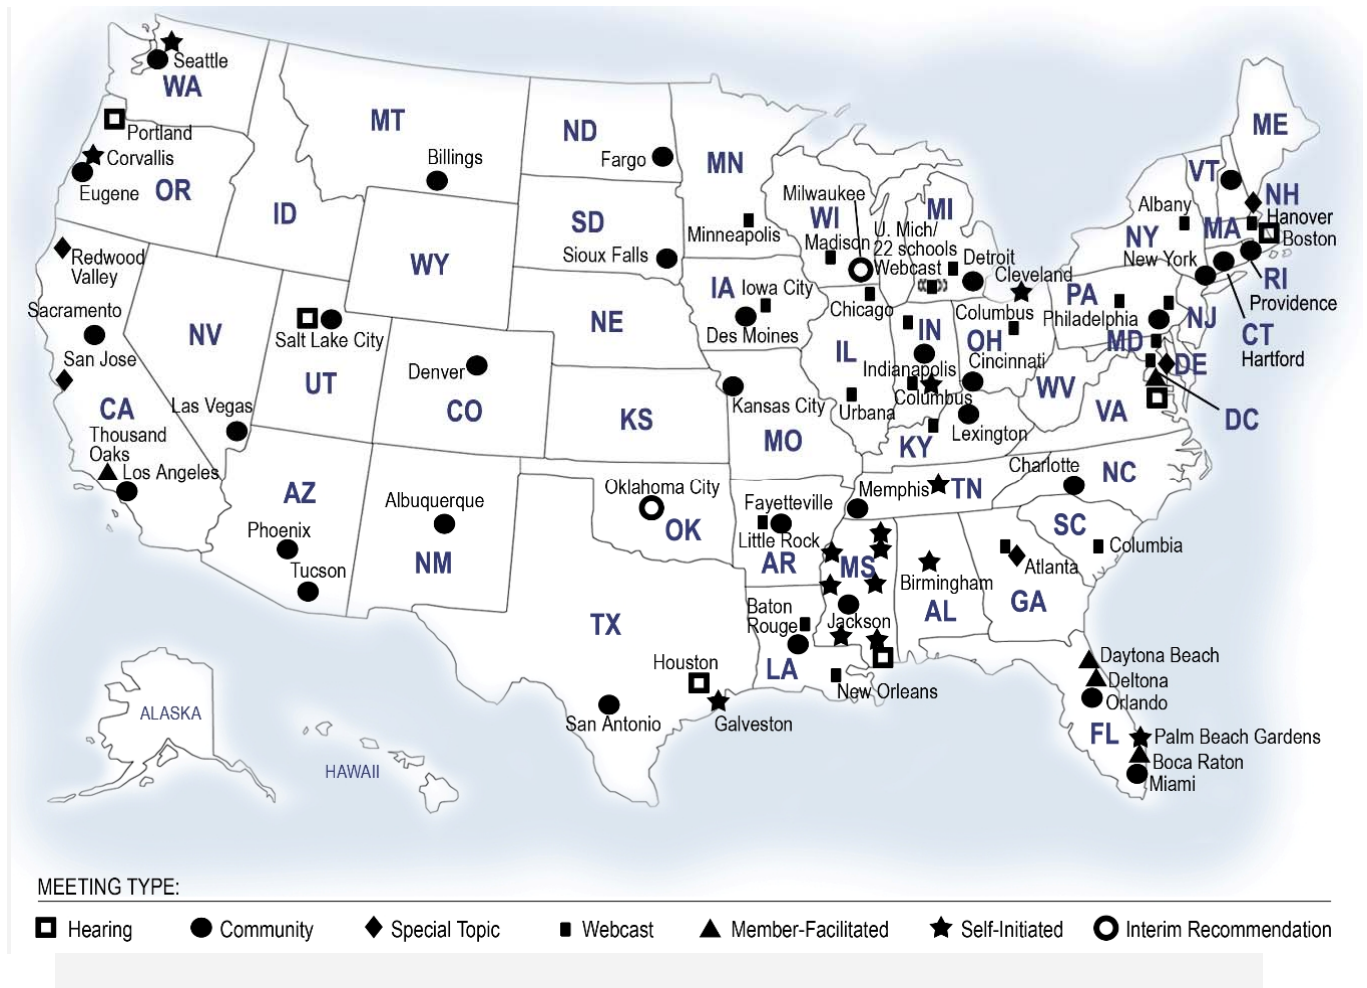 Seattle
WA
Portland
Corvallis
Eugene
OR
ID
MT
Billings
ND
Fargo
MN
Minneapolis
SD
Sioux Falls
WY
Redwood
Valley
Sacramento
San Jose
NV
Salt Lake City
UT
CA
Thousand
Oaks
Los Angeles
Las Vegas
Denver
CO
NE
IA
Iowa City
Des Moines
KS
Kansas City
MO
AZ
Phoenix
Tucson
Albuquerque
NM
Oklahoma City
OK
TX
Houston
San Antonio
Galveston
Fayetteville
Little Rock
AR
Baton
Rouge
LA
New Orleans
Milwaukee
WI
Madison
U. Mich/
22 schools
Webcast
MI
Detroit
Cleveland
Chicago
IL
Urbana
IN
Indianapolis
Columbus
OH
Columbus
Cincinnati
KY
Lexington
WV
VA
Memphis
TN
MS
Jackson
Birmingham
AL
Atlanta
GA
Charlotte
NC
SC
Columbia
Daytona Beach
Deltona
Orlando
FL
Palm Beach Gardens
Boca Raton
Miami
ME
VT
NH
Hanover
Albany
MA
Boston
NY
New York
RI
Providence
CT
Hartford
PA
Philadelphia
NJ
MD
DE
DC
ALASKA
HAWAII
MEETING TYPE:
Hearing Community Special Topic Webcast Member-Facilitated Self-Initiated Interim Recommendation